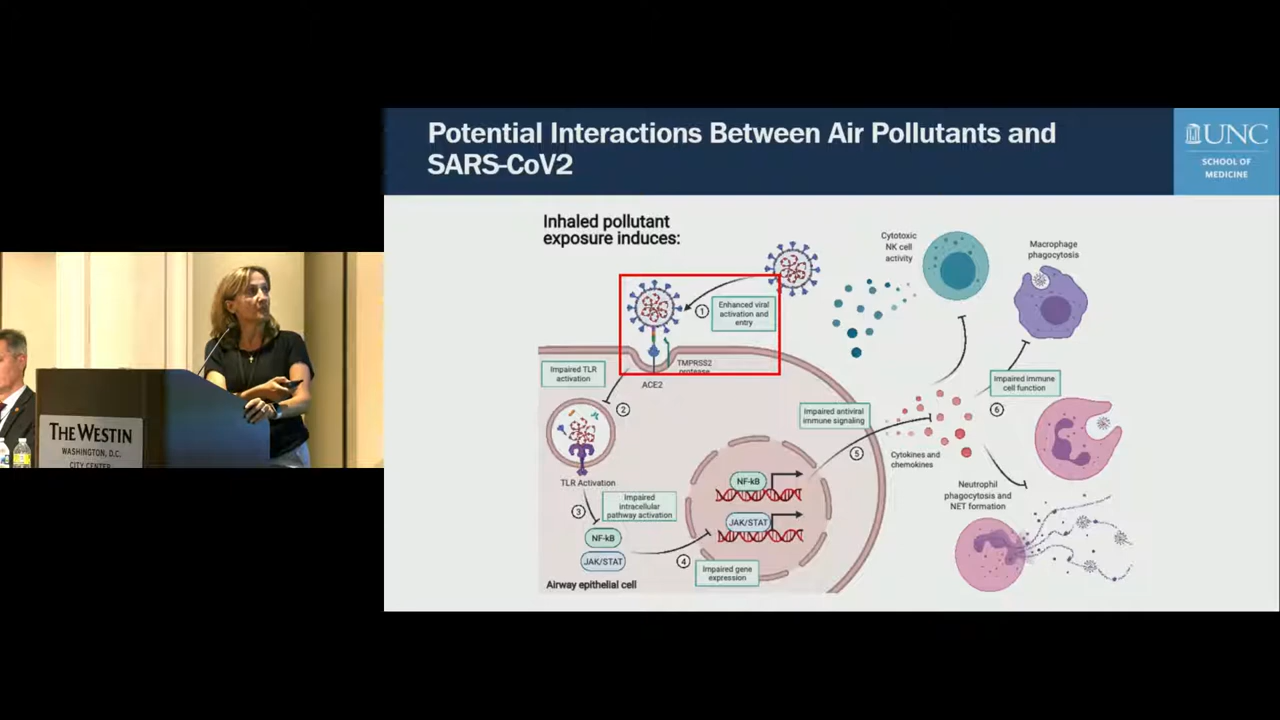 Potential Interactions Between Air Pollutants and
SARS-CoV2
UNC
SCHOOL OF
MEDICINE
Inhaled pollutant
exposure induces:
Cytotoxic
NK cell
activity
Macrophage
phagocytosis
1
Enhanced viral
activation and
entry
TMPRSS2
protease
ACE2
Impaired TLR
activation
2
TLR Activation
3
Impaired
intracellular
pathway activation
NF-kB
JAK/STAT
4
Impaired gene
expression
NF-kB
JAK/STAT
Impaired antiviral
immune signaling
5
Cytokines and
chemokines
Impaired immune
cell function
6
Neutrophil
phagocytosis and
NET formation
Airway epithelial cell
THE WESTIN
WASHINGTON, D.C.
CITY CENTER